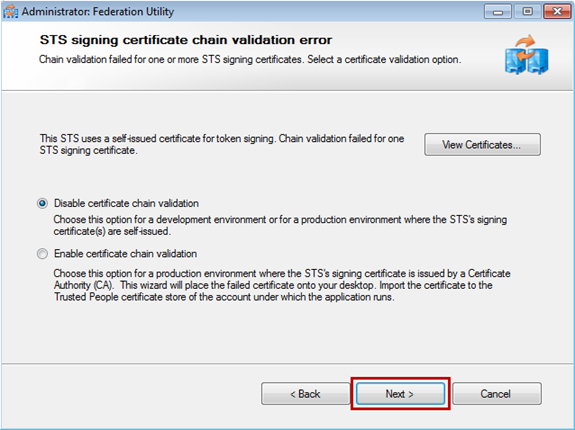 Administrator: Federation Utility
STS signing certificate chain validation error
Chain validation failed for one or more STS signing certificates. Select a certificate validation option.
This STS uses a self-issued certificate for token signing. Chain validation failed for one
STS signing certificate.
View Certificates...
Disable certificate chain validation
Choose this option for a development environment or for a production environment where the STS's signing
certificate(s) are self-issued.
Enable certificate chain validation
Choose this option for a production environment where the STS's signing certificate is issued by a Certificate
Authority (CA).  This wizard will place the failed certificate onto your desktop. Import the certificate to the
Trusted People certificate store of the account under which the application runs.
< Back
Next >
Cancel